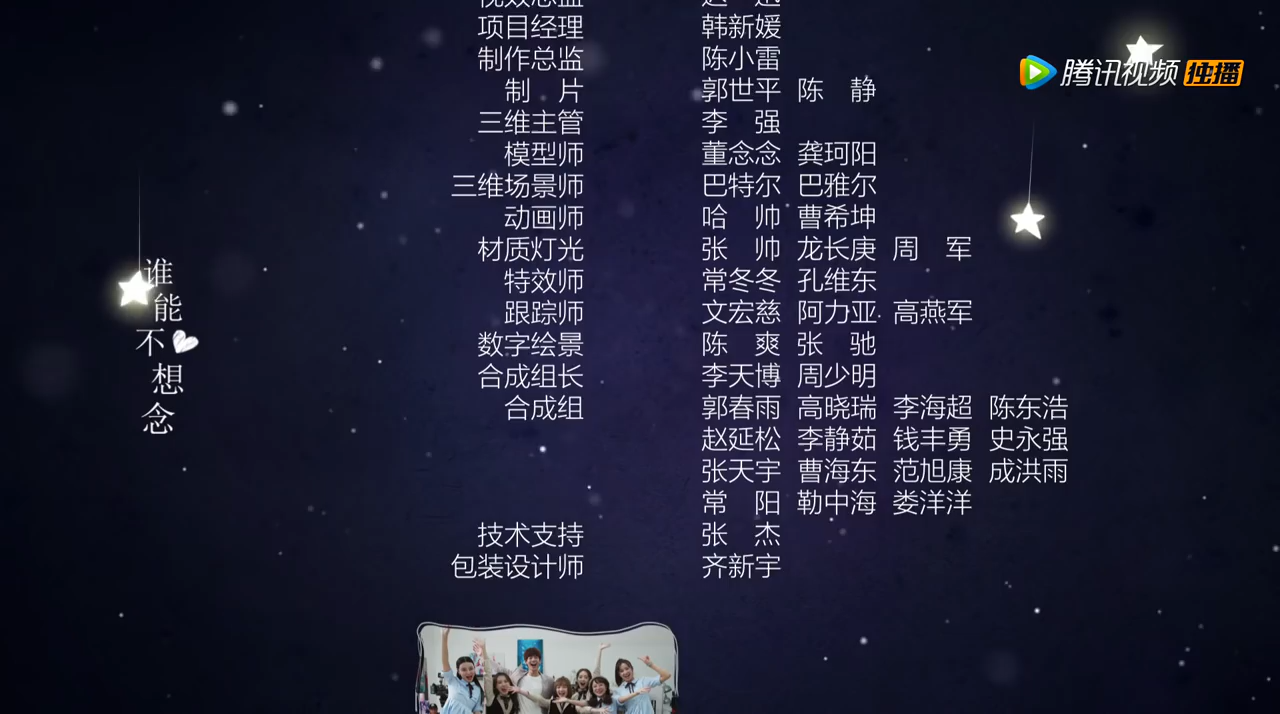 项目经理 韩新媛
制作总监 陈小雷
制 片 郭世平 陈 静
三维主管 李 强
模型师 董念念 龚珂阳
三维场景师 巴特尔 巴雅尔
动画师 哈 帅 曹希坤
材质灯光 张 帅 龙长庚 周 军
特效师 常冬冬 孔维东
跟踪师 文宏慈 阿力亚 高燕军
数字绘景 陈 爽 张 驰
合成组长 李天博 周少明
合成组 郭春雨 高晓瑞 李海超 陈东浩
赵延松 李静茹 钱丰勇 史永强
张天宇 曹海东 范旭康 成洪雨
常 阳 勒中海 娄洋洋
技术支持 张 杰
包装设计师 齐新宇
腾讯视频 独播
谁能不想念